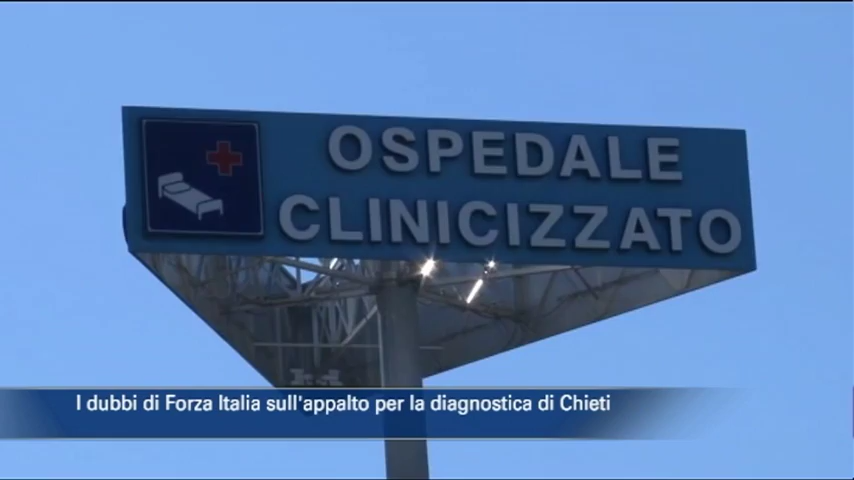 OSPEDALE
CLINICIZZATO
I dubbi di Forza Italia sull'appalto per la diagnostica di Chieti